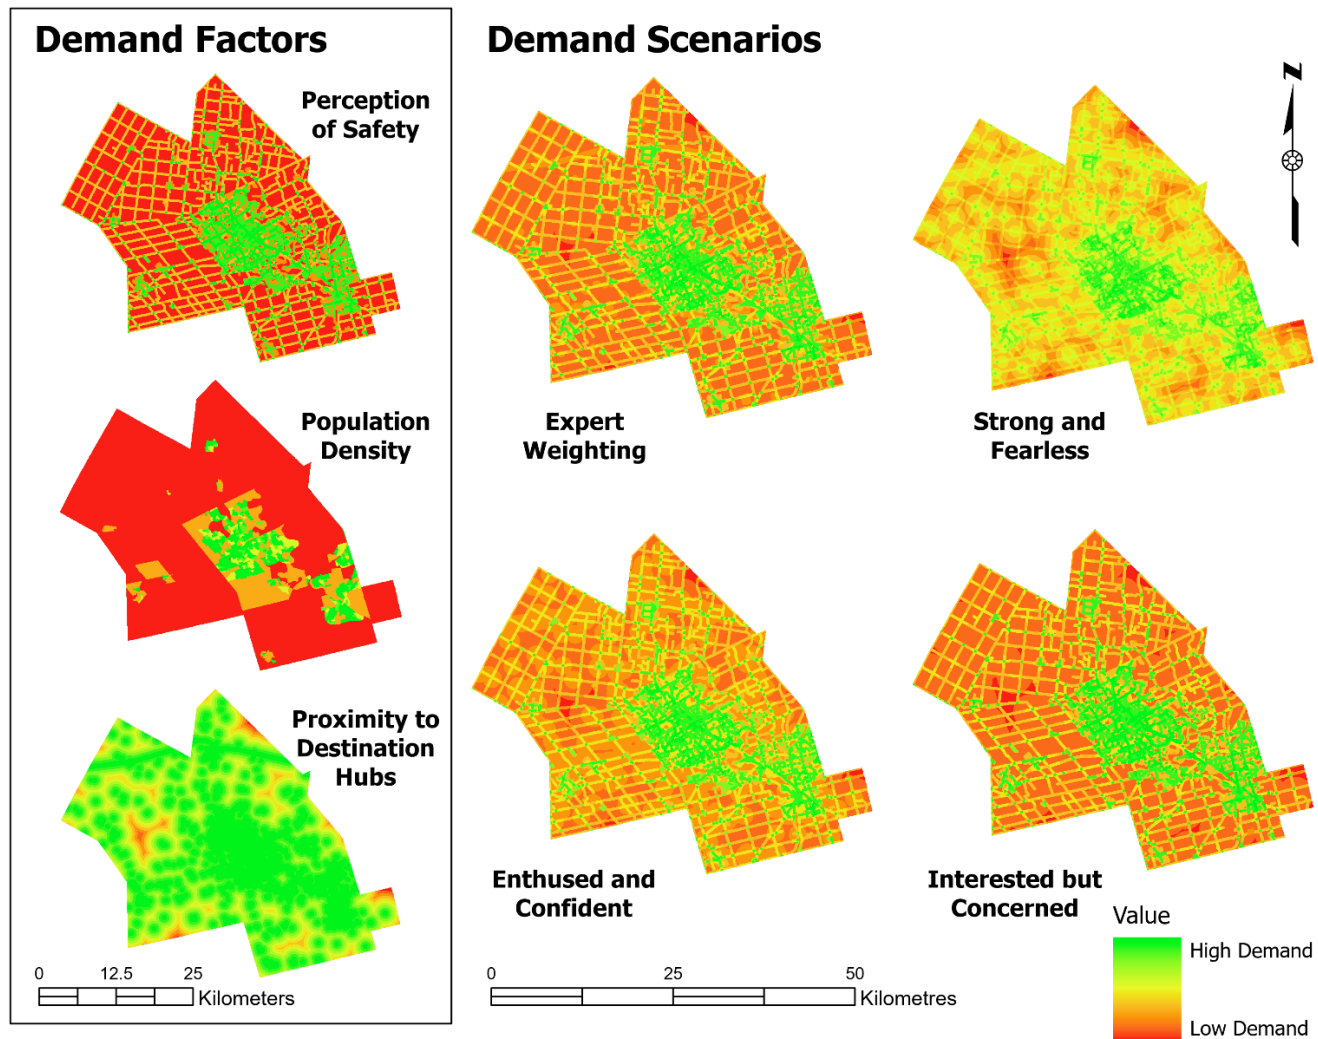 Demand Factors
Perception
of Safety
Population
Density
Proximity to
Destination
Hubs
0 12.5 25
Kilometers
Demand Scenarios
N
Expert
Weighting
Strong and
Fearless
Enthused and
Confident
Interested but
Concerned
0 25 50
Kilometres
Value
High Demand
Low Demand